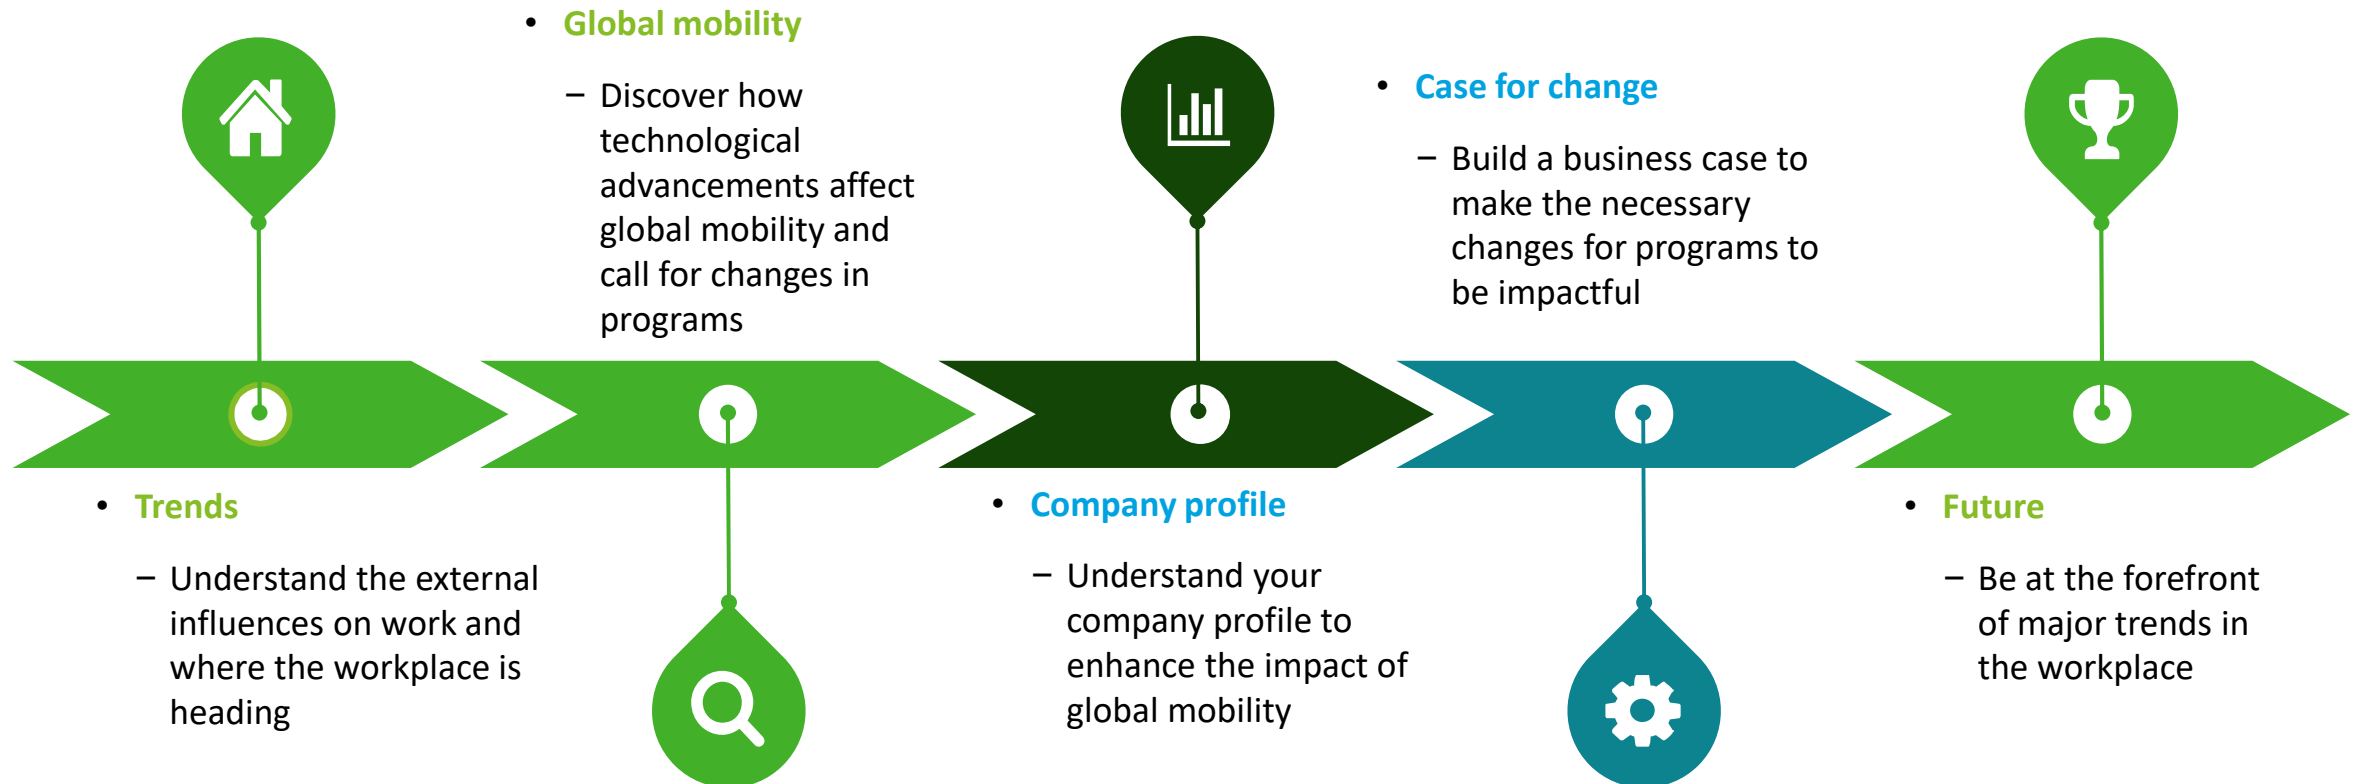 • Trends
– Understand the external
influences on work and
where the workplace is
heading
• Global mobility
– Discover how
technological
advancements affect
global mobility and
call for changes in
programs
• Company profile
– Understand your
company profile to
enhance the impact of
global mobility
• Case for change
– Build a business case to
make the necessary
changes for programs to
be impactful
• Future
– Be at the forefront
of major trends in
the workplace